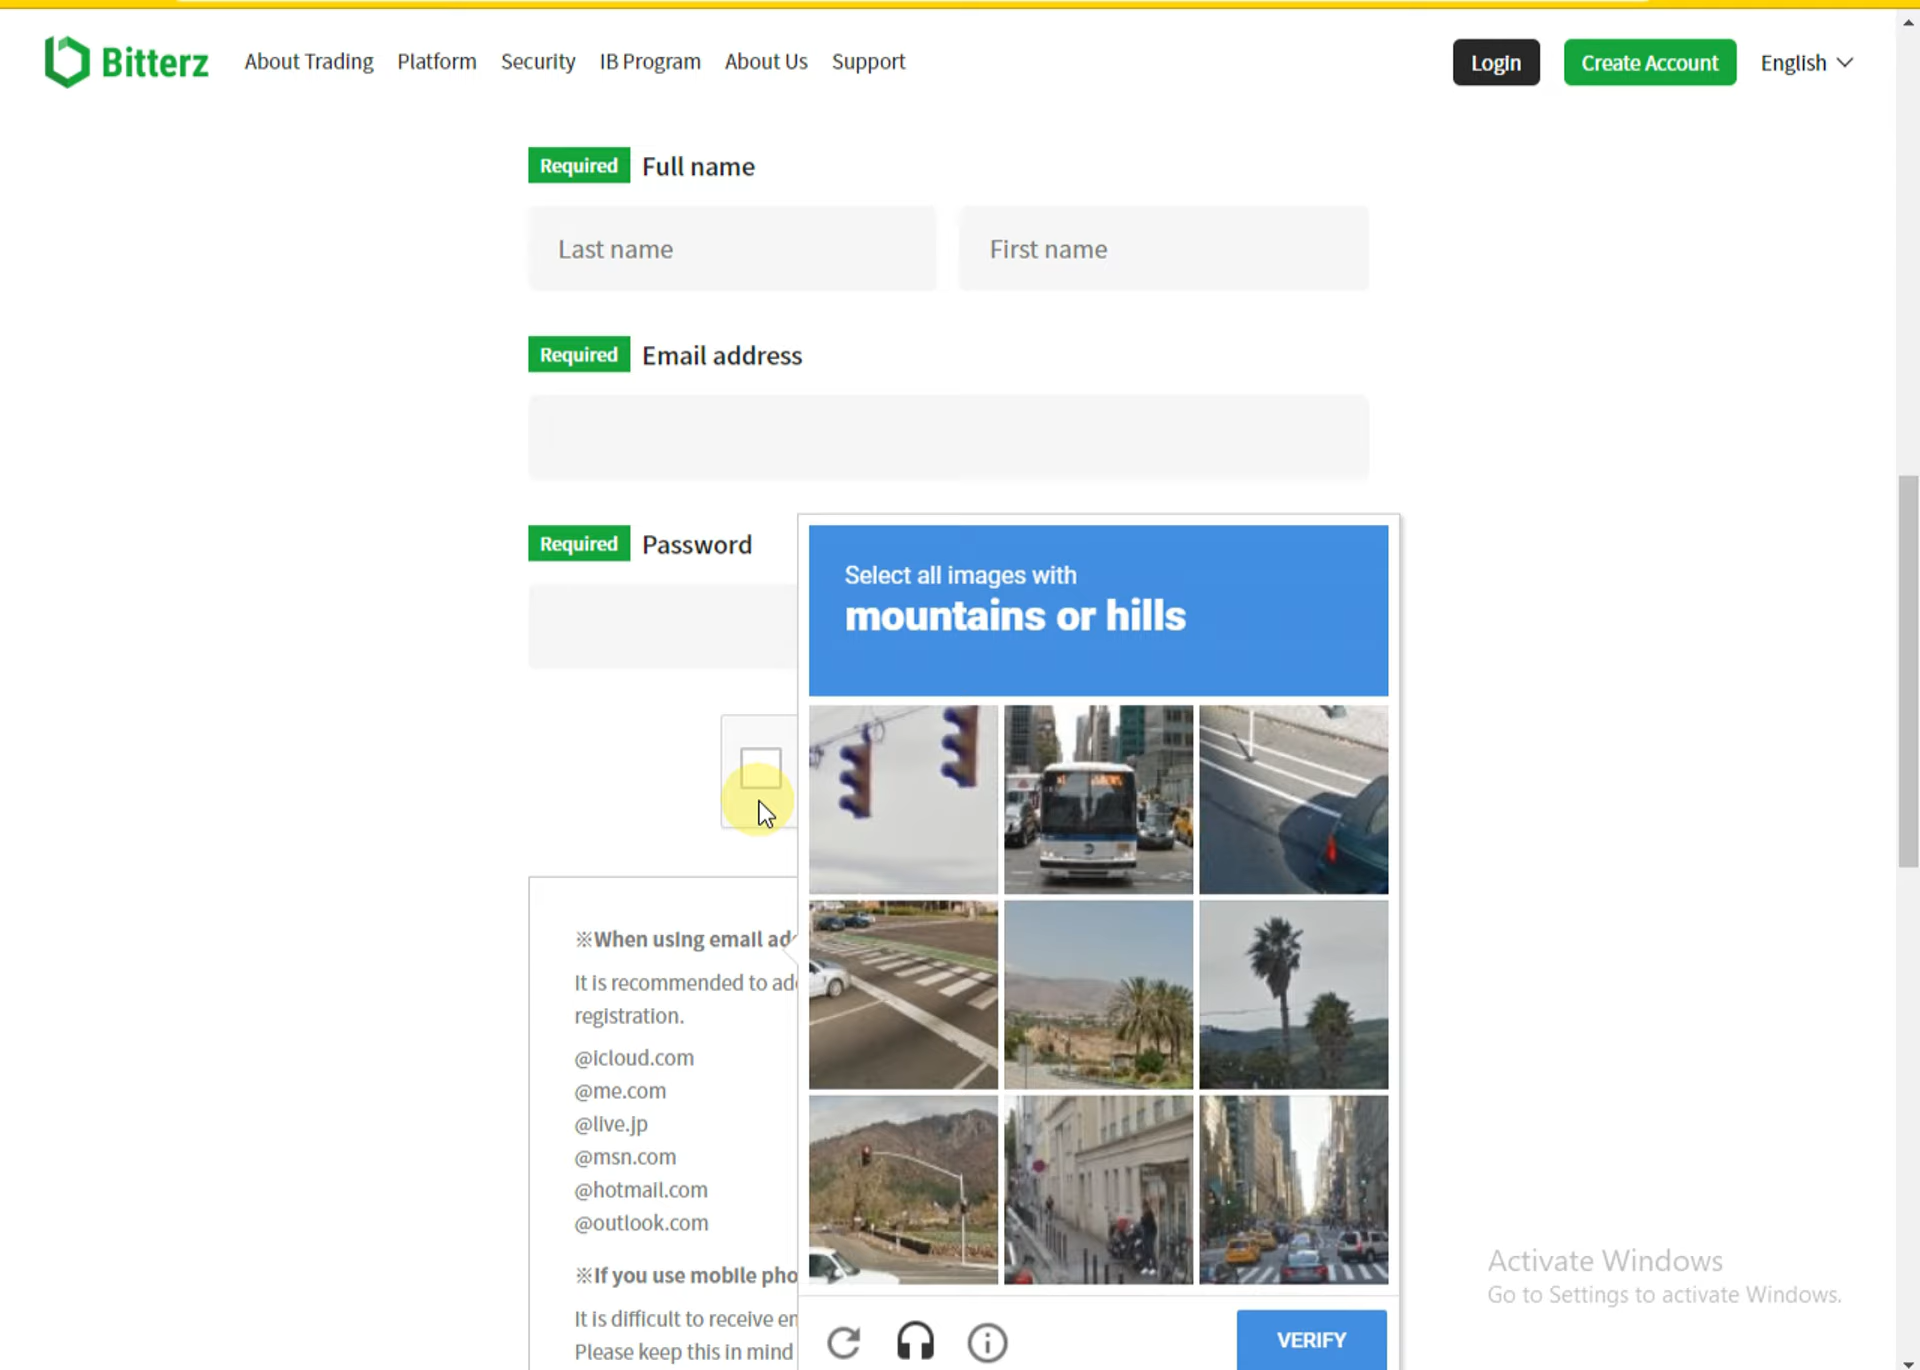 Bitterz About Trading Platform Security IB Program About Us Support Login Create Account English
Required Full name
Last name First name
Required Email address
Required Password
Select all images with
mountains or hills
※When using email
It is recommended to
registration.
@icloud.com
@me.com
@live.jp
@msn.com
@hotmail.com
@outlook.com
※If you use mobile
It is difficult to receive
Please keep this in mind
VERIFY
Activate Windows
Go to Settings to activate Windows.